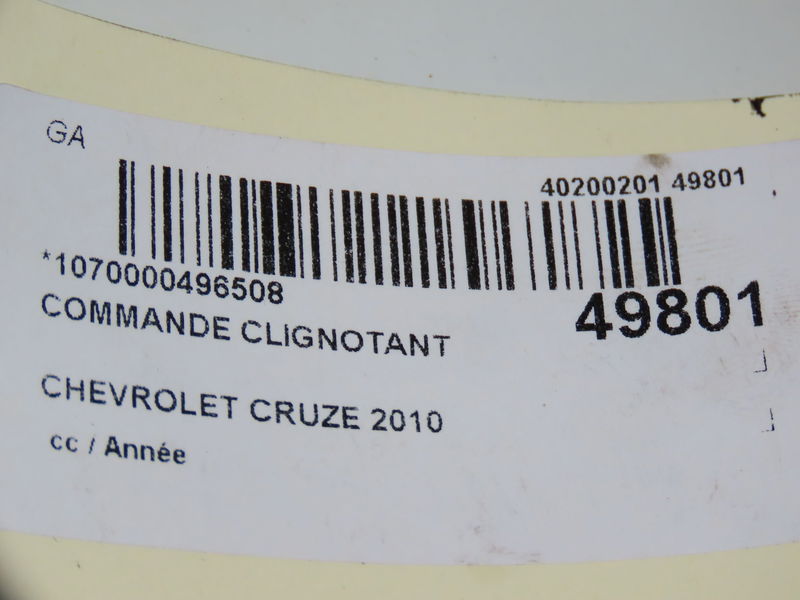 GA
40200201 49801
*1070000496508
49801
COMMANDE CLIGNOTANT
CHEVROLET CRUZE 2010
cc / Année